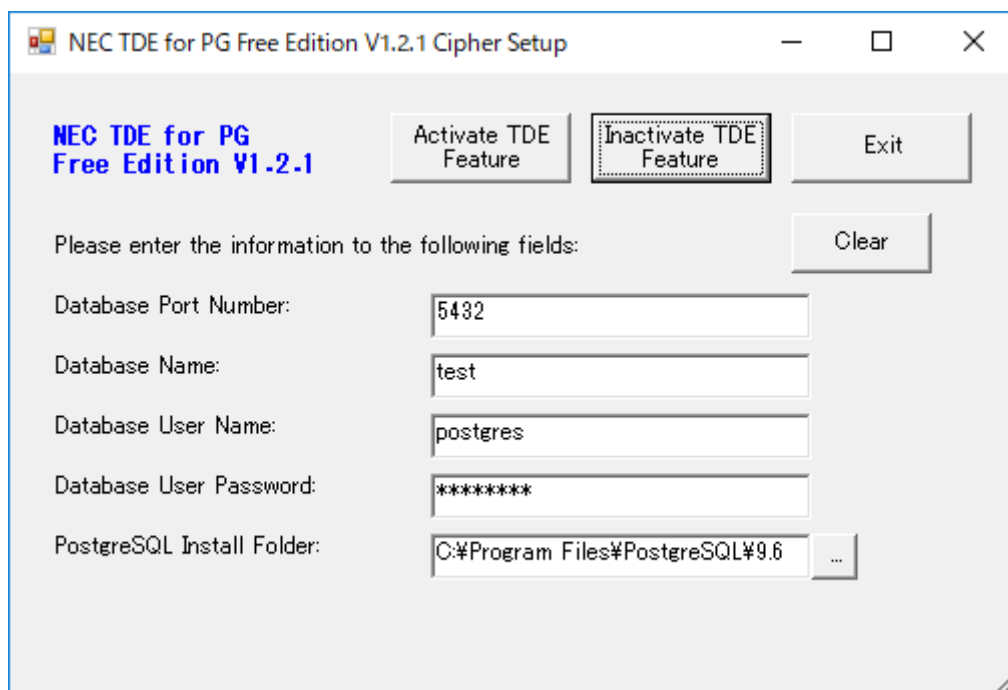 NEC TDE for PG Free Edition V1.2.1 Cipher Setup
NEC TDE for PG
Free Edition V1.2.1
Activate TDE
Feature
Inactivate TDE
Feature
Exit
Please enter the information to the following fields:
Clear
Database Port Number:
5432
Database Name:
test
Database User Name:
postgres
Database User Password:
********
PostgreSQL Install Folder:
C:¥Program Files¥PostgreSQL¥9.6
...